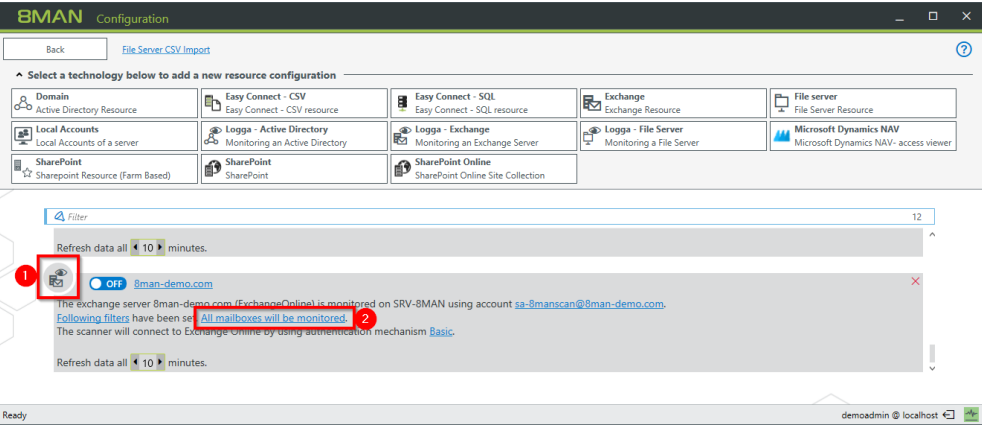 8MAN Configuration
Back File Server CSV Import
Select a technology below to add a new resource configuration
Domain
Active Directory Resource
Easy Connect - CSV
Easy Connect - CSV resource
Easy Connect - SQL
Easy Connect - SQL resource
Exchange
Exchange Resource
File server
File Server Resource
Local Accounts
Local Accounts of a server
Logga - Active Directory
Monitoring an Active Directory
Logga - Exchange
Monitoring an Exchange Server
Logga - File Server
Monitoring a File Server
Microsoft Dynamics NAV
Microsoft Dynamics NAV- access viewer
SharePoint
Sharepoint Resource (Farm Based)
SharePoint
SharePoint
SharePoint Online
SharePoint Online Site Collection
Filter 12
Refresh data all 10 minutes.
1
OFF 8man-demo.com
The exchange server 8man-demo.com (ExchangeOnline) is monitored on SRV-8MAN using account sa-8manscan@8man-demo.com.
Following filters have been set All mailboxes will be monitored. 2
The scanner will connect to Exchange Online by using authentication mechanism Basic.
Refresh data all 10 minutes.
Ready demoadmin @ localhost